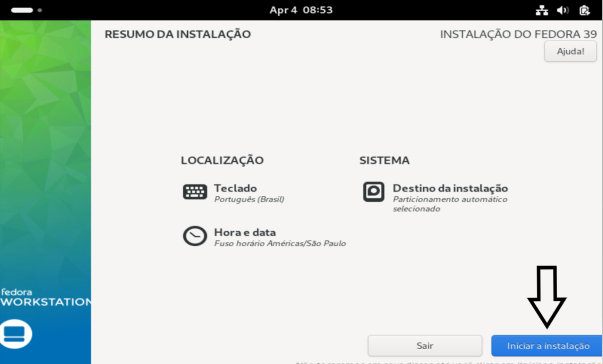 Apr 4 08:53
RESUMO DA INSTALAÇÃO
INSTALAÇÃO DO FEDORA 39
Ajuda!
LOCALIZAÇÃO
Teclado
Português (Brasil)
Hora e data
Fuso horário Américas/São Paulo
SISTEMA
Destino da instalação
Particionamento automático
selecionado
fedora
WORKSTATION
Sair
Iniciar a instalação